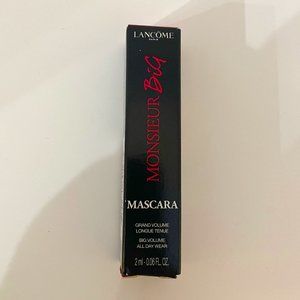 LANCÔME
PARIS
MONSIEUR BIG
MASCARA
GRAND VOLUME
LONGUE TENUE
BIG VOLUME
ALL DAY WEAR
2 ml - 0.06 FL. OZ.